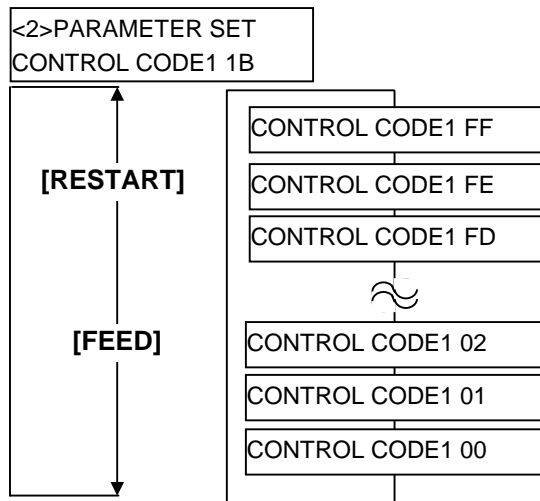 <2>PARAMETER SET
CONTROL CODE1 1B
CONTROL CODE1 FF
[RESTART]
CONTROL CODE1 FE
CONTROL CODE1 FD
[FEED]
CONTROL CODE1 02
CONTROL CODE1 01
CONTROL CODE1 00